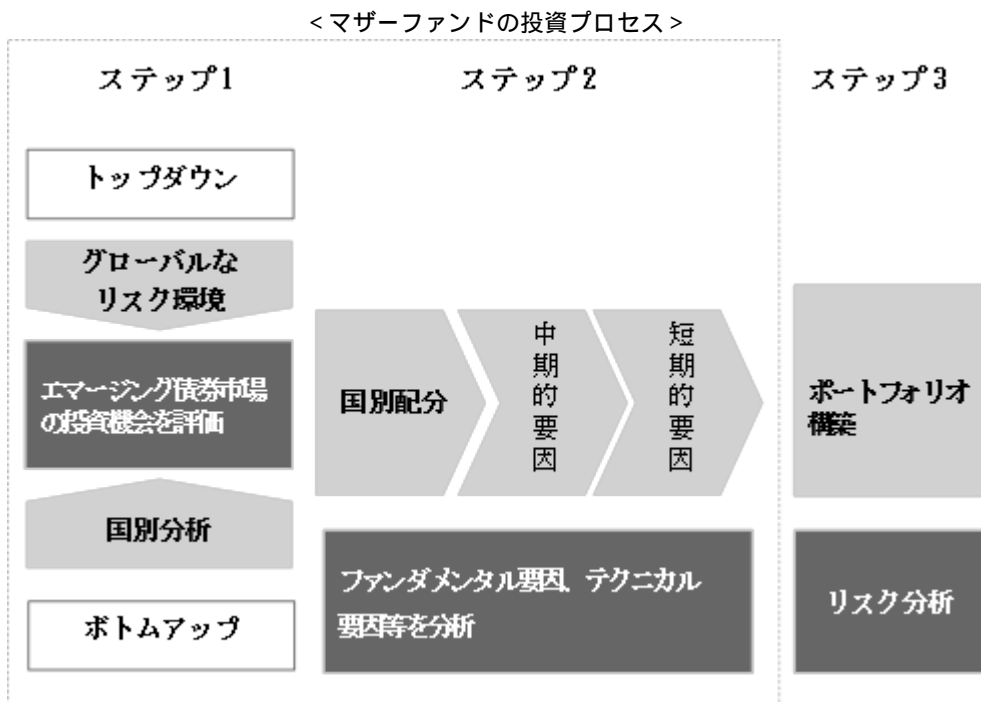 <マザーファンドの投資プロセス>
ステップ1
トップダウン
グローバルな
リスク環境
エマージング債券市場
の投資機会を評価
国別分析
ボトムアップ
ステップ2
国別配分
中期的要因
短期的要因
ファンダメンタル要因、テクニカル
要因等を分析
ステップ3
ポートフォリオ
構築
リスク分析